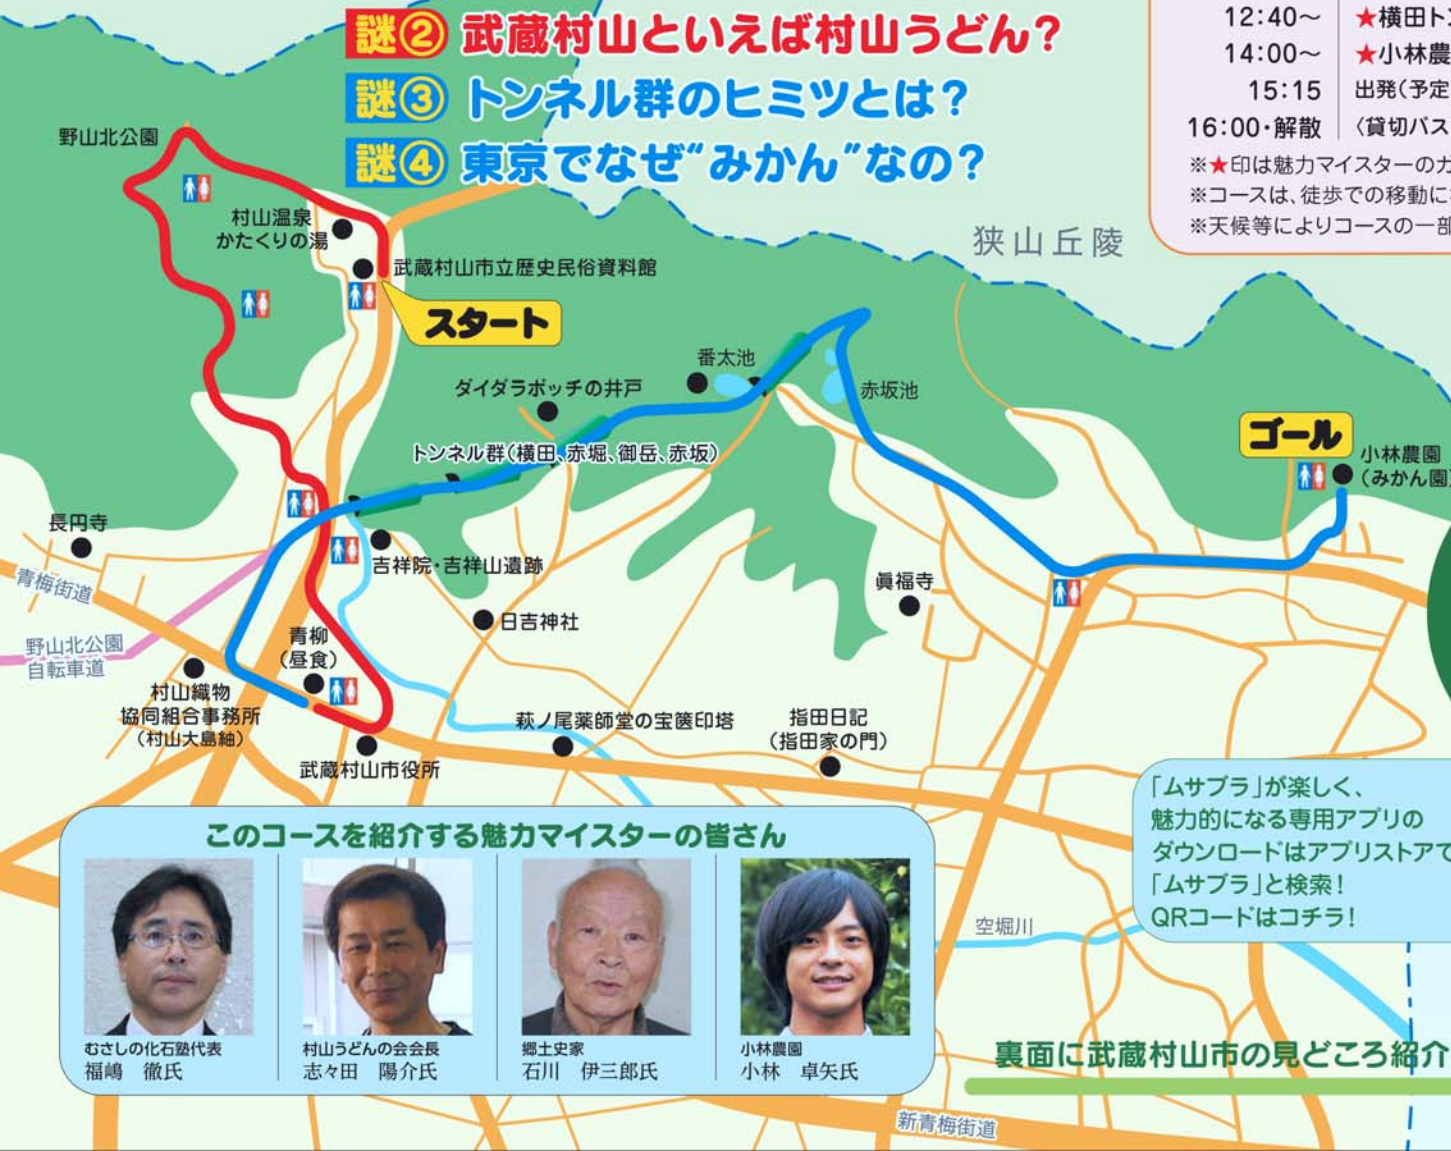 謎② 武蔵村山といえば村山うどん？
謎③ トンネル群のヒミツとは？
謎④ 東京でなぜ“みかん”なの？
12:40～ ★横田ト
14:00～ ★小林農
15:15 出発（予定
16:00・解散 〈貸切バス
※★印は魅力マイスターのガ
※コースは、徒歩での移動に
※天候等によりコースの一部
狭山丘陵
野山北公園
村山温泉
かたくりの湯
武蔵村山市立歴史民俗資料館
スタート
番太池
ダイダラボッチの井戸
赤坂池
トンネル群（横田、赤堀、御岳、赤坂）
ゴール
小林農園
（みかん園）
長円寺
青梅街道
吉祥院・吉祥山遺跡
眞福寺
日吉神社
野山北公園
自転車道
青柳
（昼食）
村山織物
協同組合事務所
（村山大島紬）
萩ノ尾薬師堂の宝篋印塔
指田日記
（指田家の門）
武蔵村山市役所
「ムサブラ」が楽しく、
魅力的になる専用アプリの
ダウンロードはアプリストアで
「ムサブラ」と検索！
QRコードはコチラ！
このコースを紹介する魅力マイスターの皆さん
むさしの化石塾代表
福嶋　徹氏
村山うどんの会会長
志々田　陽介氏
郷土史家
石川　伊三郎氏
小林農園
小林　卓矢氏
空堀川
裏面に武蔵村山市の見どころ紹介
新青梅街道